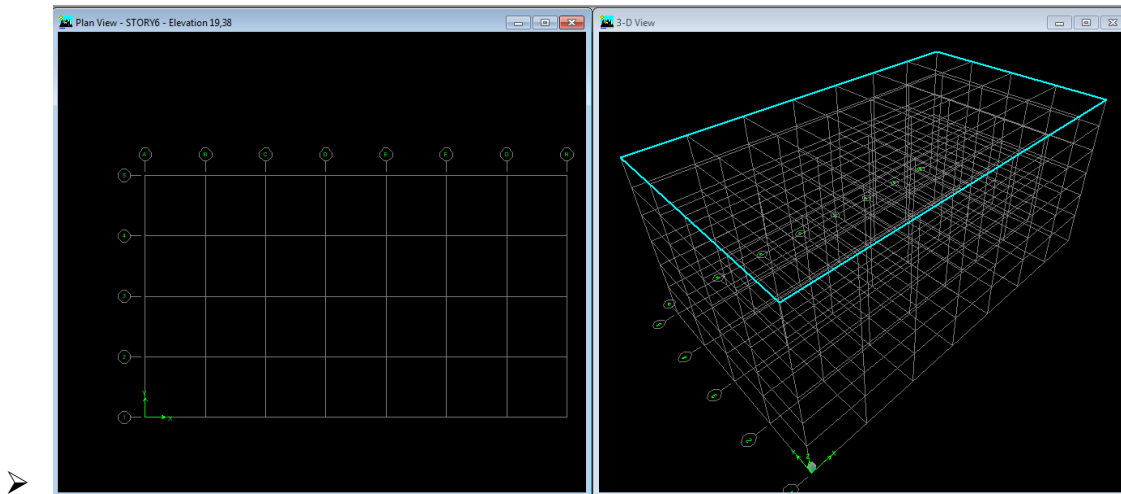 Plan View - STORY6 - Elevation 19,38
3-D View
A B C D E F G H
5
4
3
2
1
Y
X
Y Z X